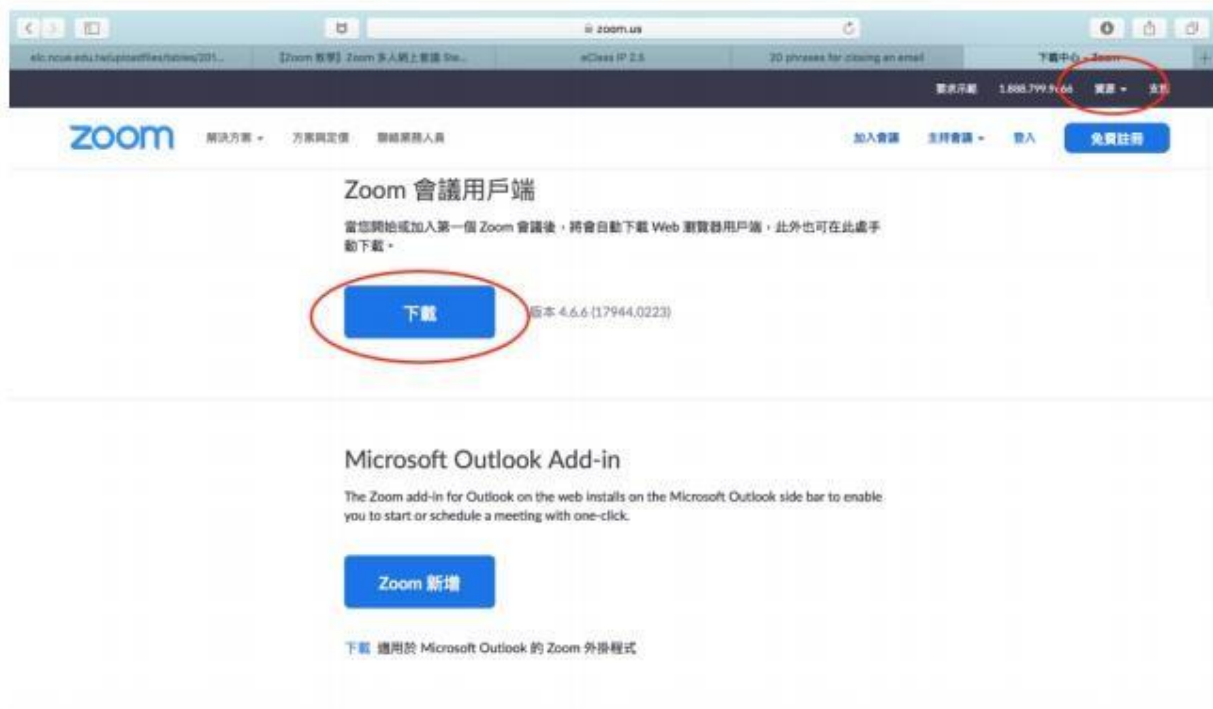 zoom.us
【Zoom 教學】Zoom 多人網上會議 Ste...
eClass IP 2.5
20 phrases for closing an email
下載中心 - Zoom
要求示範 1.888.799.9666 資源 支援
zoom 解決方案 方案與定價 聯絡業務人員 加入會議 主持會議 登入 免費註冊
Zoom 會議用戶端
當您開始或加入第一個 Zoom 會議後,將會自動下載 Web 瀏覽器用戶端,此外也可在此處手
動下載。
下載 版本 4.6.6 (17944.0223)
Microsoft Outlook Add-in
The Zoom add-in for Outlook on the web installs on the Microsoft Outlook side bar to enable
you to start or schedule a meeting with one-click.
Zoom 新增
下載 適用於 Microsoft Outlook 的 Zoom 外掛程式